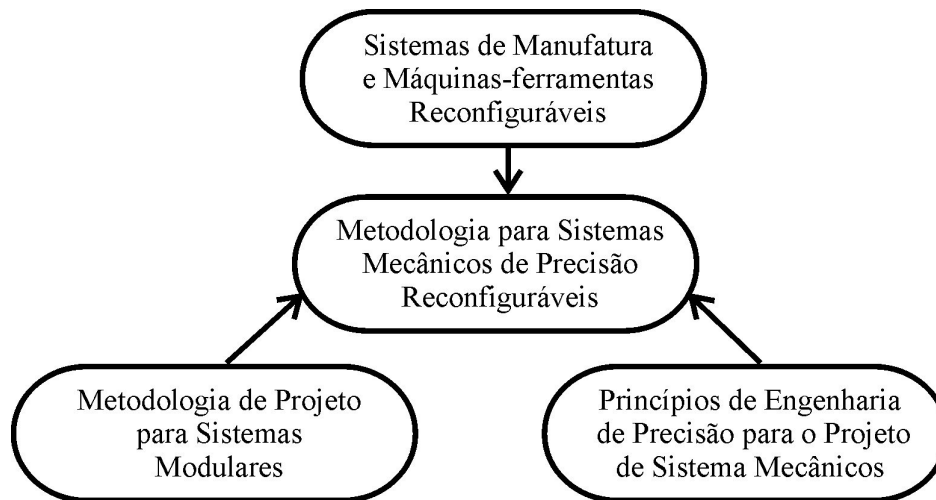 Sistemas de Manufatura
e Máquinas-ferramentas
Reconfiguráveis
Metodologia para Sistemas
Mecânicos de Precisão
Reconfiguráveis
Metodologia de Projeto
para Sistemas
Modulares
Princípios de Engenharia
de Precisão para o Projeto
de Sistema Mecânicos